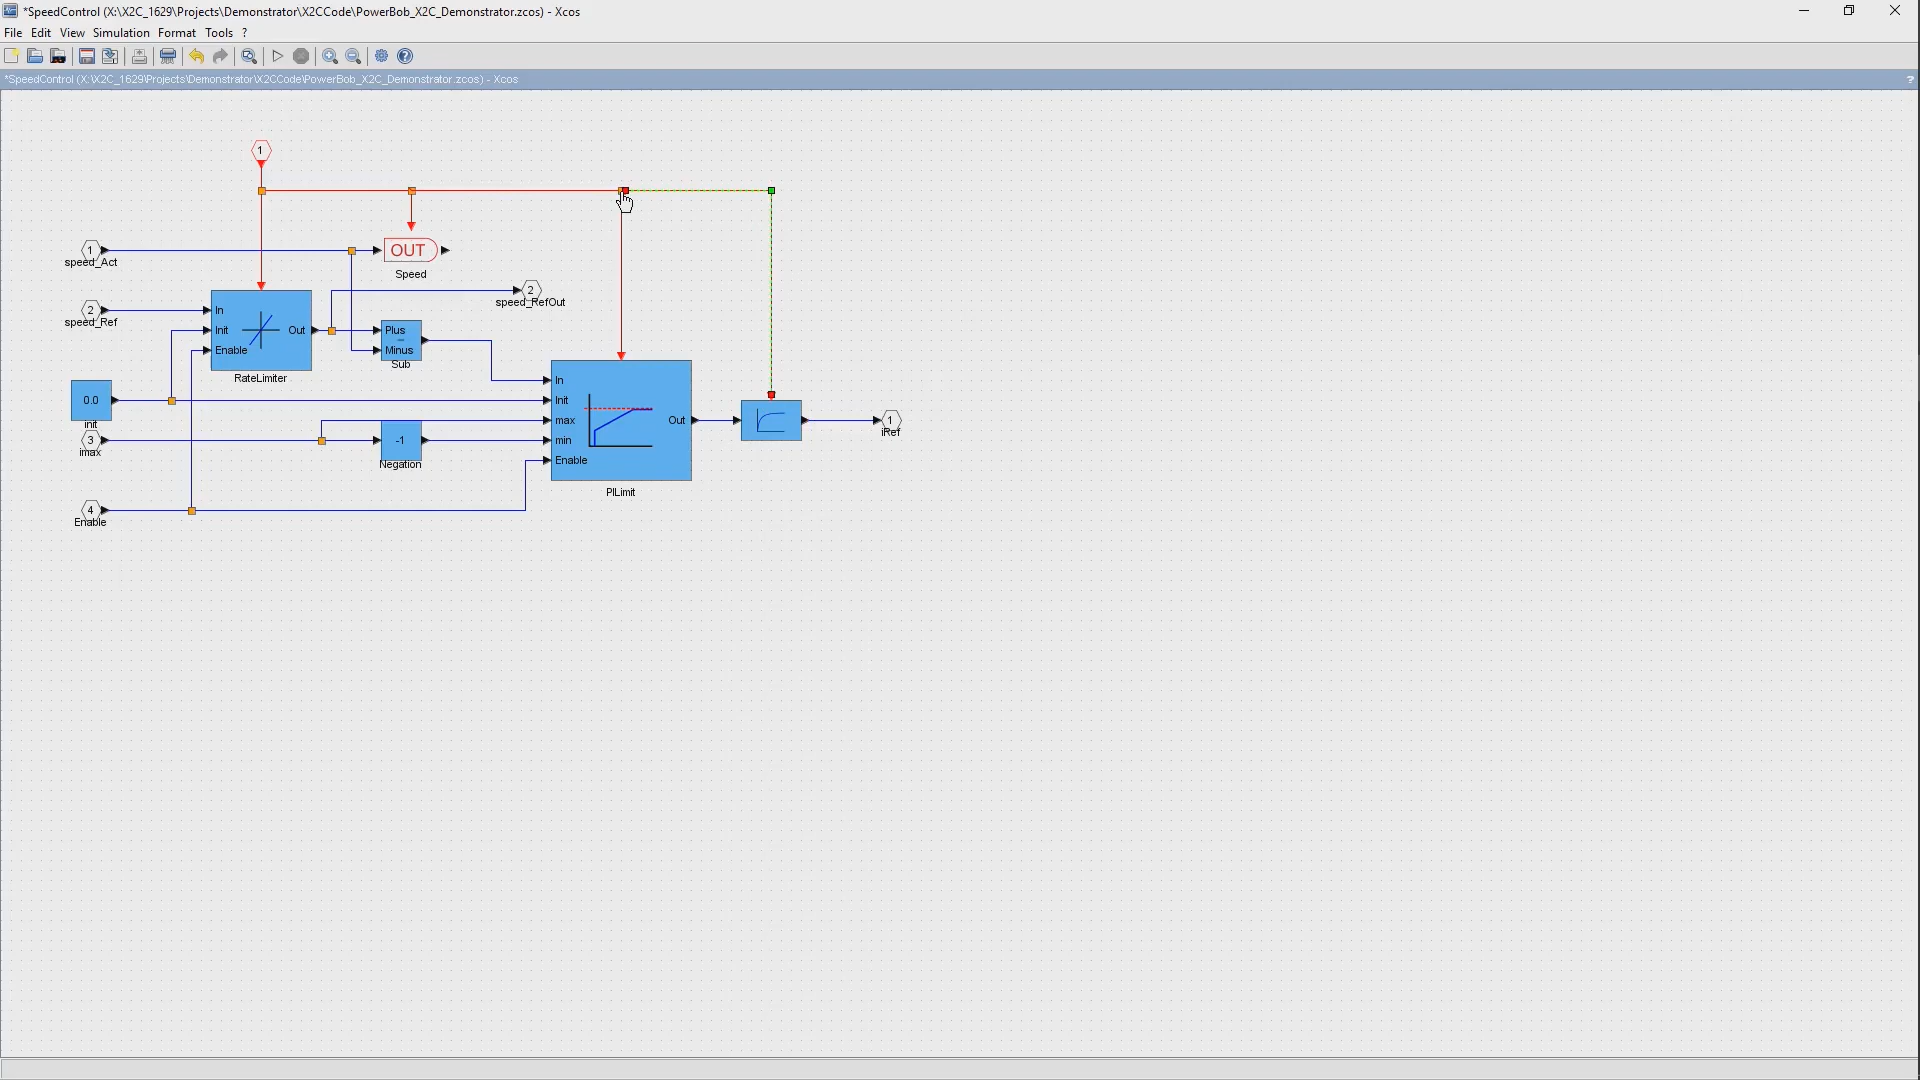 *SpeedControl (X:\X2C_1629\Projects\Demonstrator\X2CCode\PowerBob_X2C_Demonstrator.zcos) - Xcos
File Edit View Simulation Format Tools ?
*SpeedControl (X:\X2C_1629\Projects\Demonstrator\X2CCode\PowerBob_X2C_Demonstrator.zcos) - Xcos ?
1
1
speed_Act
OUT
Speed
2
speed_RefOut
2
speed_Ref
In
Init
Enable
Out
RateLimiter
Plus
Minus
Sub
0.0
init
3
imax
-1
Negation
In
Init
max
min
Enable
Out
PILimit
1
iRef
4
Enable